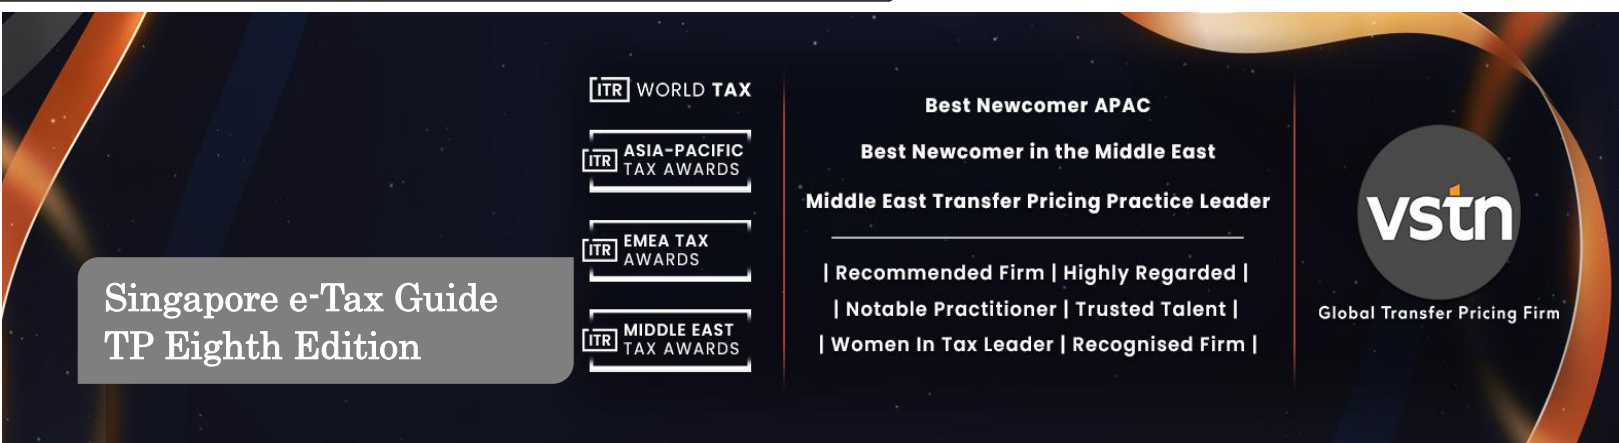 Singapore e-Tax Guide
TP Eighth Edition
ITR WORLD TAX
ITR ASIA-PACIFIC
TAX AWARDS
ITR EMEA TAX
AWARDS
ITR MIDDLE EAST
TAX AWARDS
Best Newcomer APAC
Best Newcomer in the Middle East
Middle East Transfer Pricing Practice Leader
| Recommended Firm | Highly Regarded |
| Notable Practitioner | Trusted Talent |
| Women In Tax Leader | Recognised Firm |
vstn
Global Transfer Pricing Firm